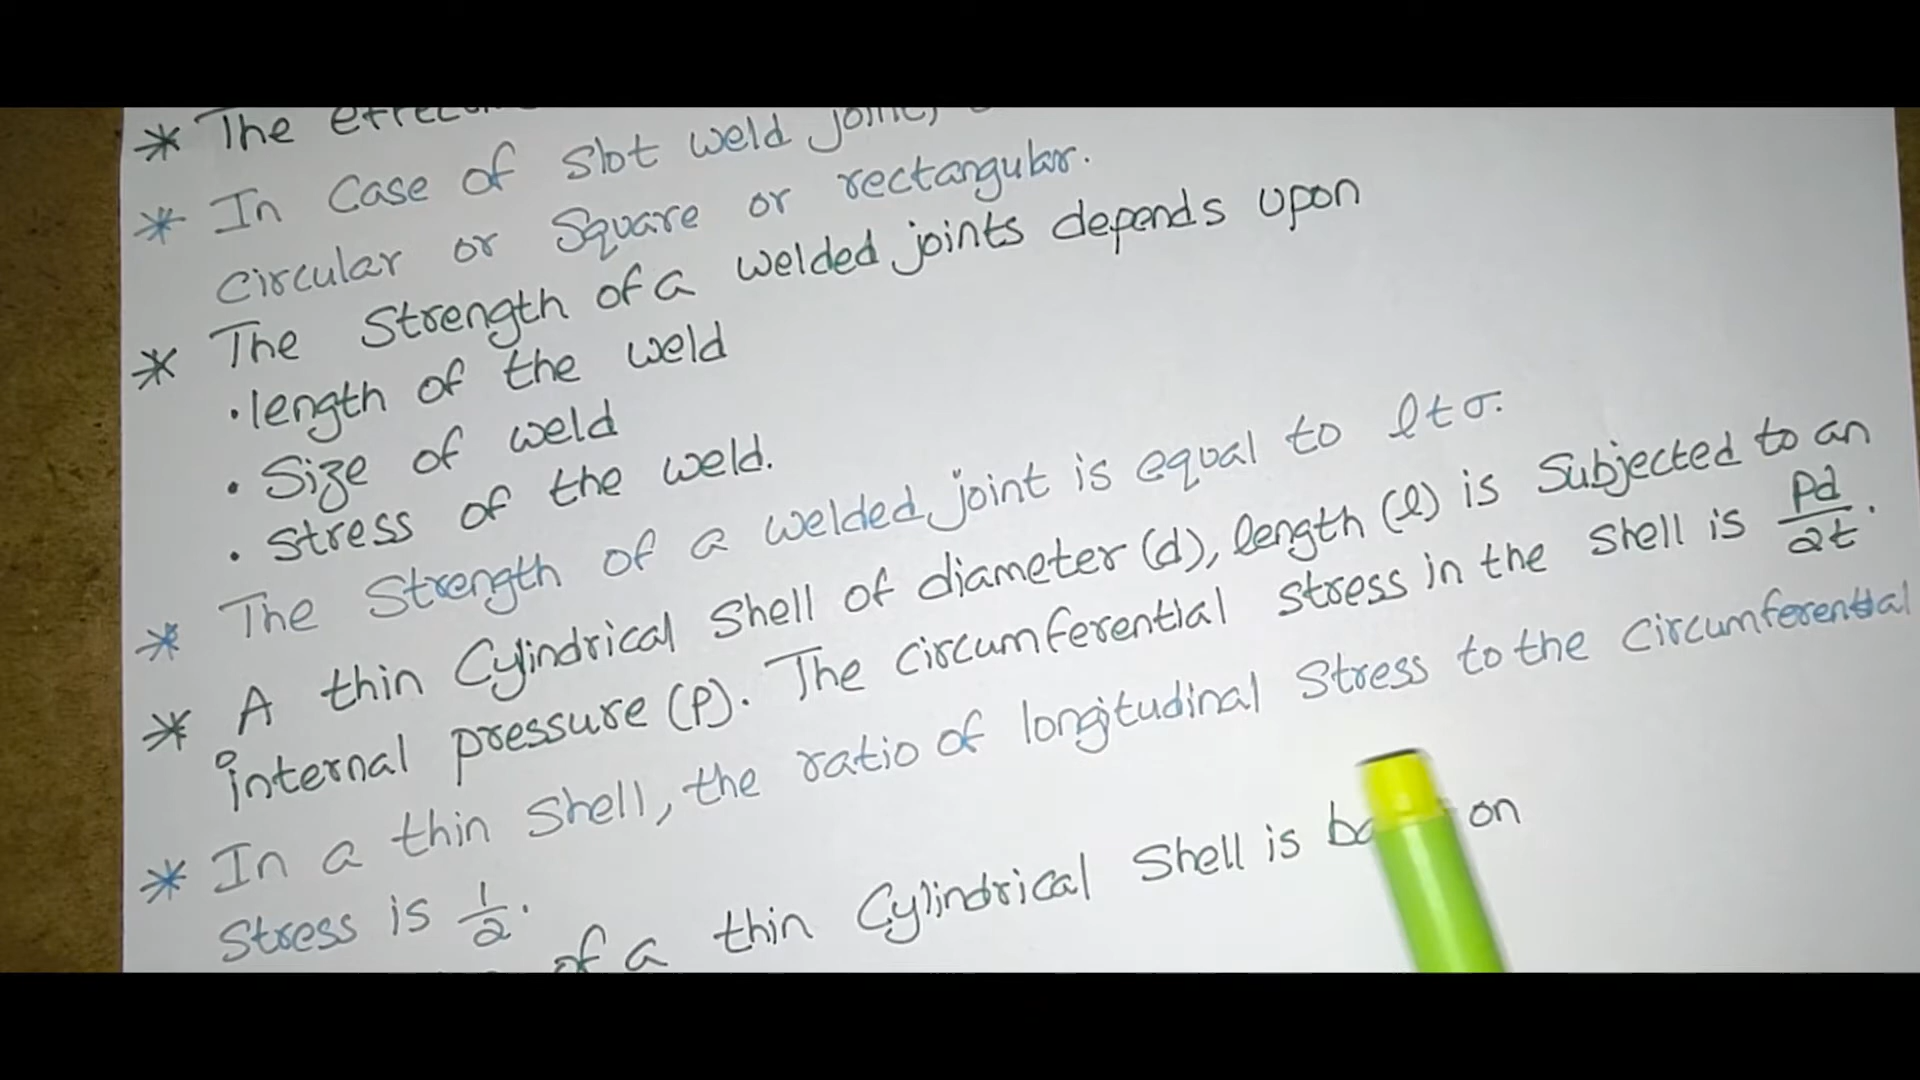 * The
* In Case of slot weld joint,
circular or Square or rectangular.
* The Strength of a welded joints depends upon
• length of the weld
• Size of weld
• stress of the weld.
* The Strength of a welded joint is equal to ltσ.
* A thin Cylindrical Shell of diameter (d), length (l) is Subjected to an
internal pressure (P). The circumferential stress in the shell is Pd/2t.
* In a thin Shell, the ratio of longitudinal Stress to the circumferential
Stress is 1/2.
of a thin Cylindrical Shell is on